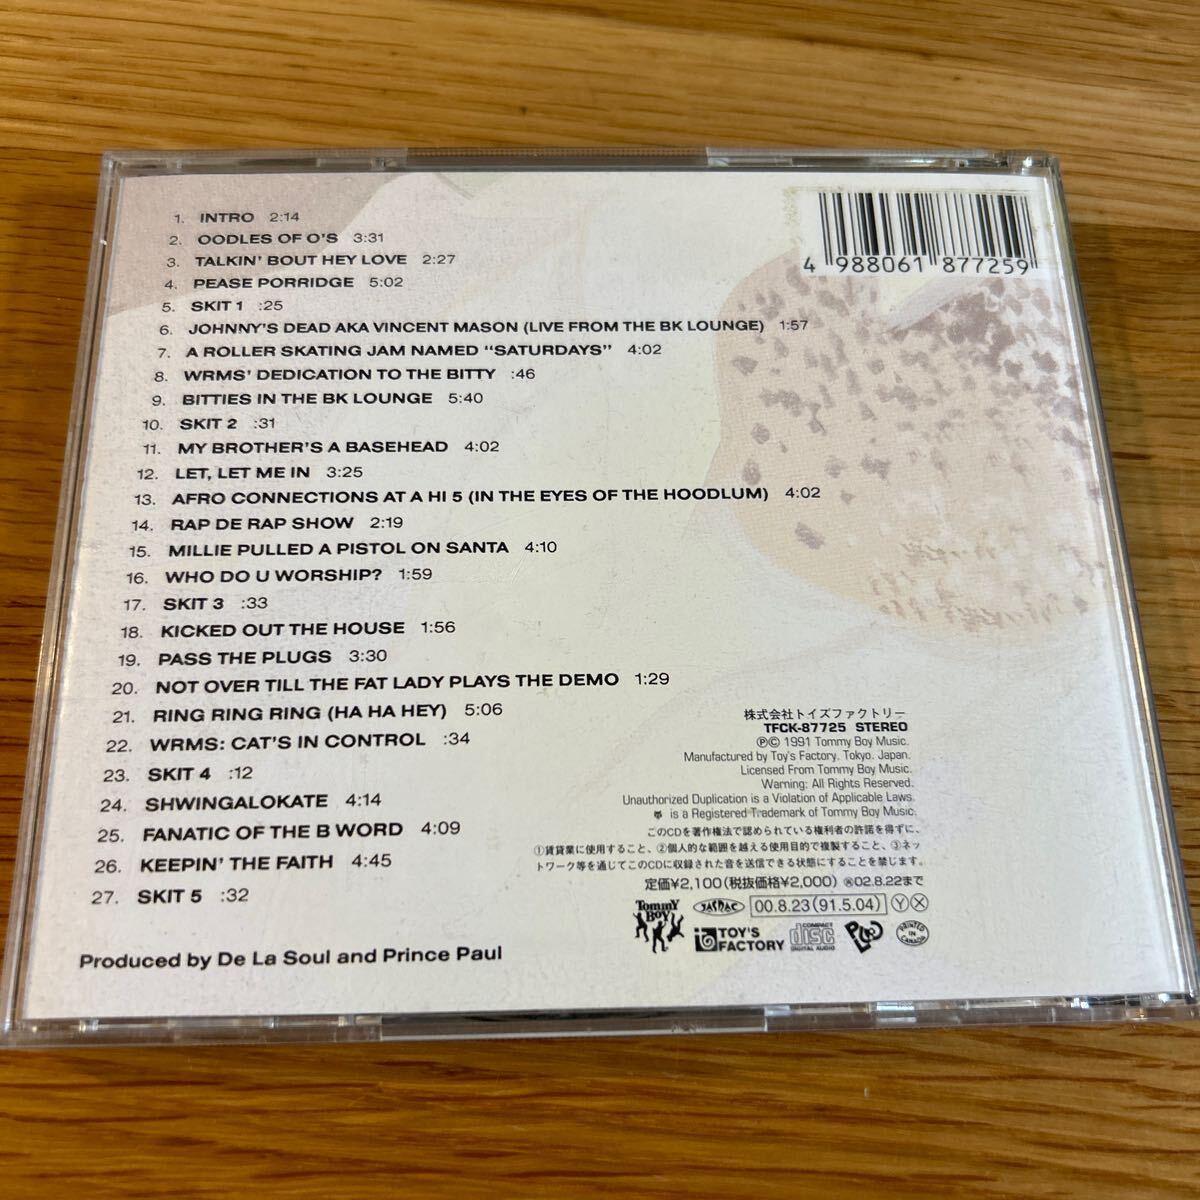 4 988061 877259
1. INTRO 2:14
2. OODLES OF O'S 3:31
3. TALKIN' BOUT HEY LOVE 2:27
4. PEASE PORRIDGE 5:02
5. SKIT 1 :25
6. JOHNNY'S DEAD AKA VINCENT MASON (LIVE FROM THE BK LOUNGE) 1:57
7. A ROLLER SKATING JAM NAMED "SATURDAYS" 4:02
8. WRMS' DEDICATION TO THE BITTY :46
9. BITTIES IN THE BK LOUNGE 5:40
10. SKIT 2 :31
11. MY BROTHER'S A BASEHEAD 4:02
12. LET, LET ME IN 3:25
13. AFRO CONNECTIONS AT A HI 5 (IN THE EYES OF THE HOODLUM) 4:02
14. RAP DE RAP SHOW 2:19
15. MILLIE PULLED A PISTOL ON SANTA 4:10
16. WHO DO U WORSHIP? 1:59
17. SKIT 3 :33
18. KICKED OUT THE HOUSE 1:56
19. PASS THE PLUGS 3:30
20. NOT OVER TILL THE FAT LADY PLAYS THE DEMO 1:29
21. RING RING RING (HA HA HEY) 5:06
22. WRMS: CAT'S IN CONTROL :34
23. SKIT 4 :12
24. SHWINGALOKATE 4:14
25. FANATIC OF THE B WORD 4:09
26. KEEPIN' THE FAITH 4:45
27. SKIT 5 :32
Produced by De La Soul and Prince Paul
株式会社トイズファクトリー
TFCK-87725 STEREO
Ⓟ© 1991 Tommy Boy Music.
Manufactured by Toy's Factory. Tokyo. Japan.
Licensed From Tommy Boy Music.
Warning: All Rights Reserved.
Unauthorized Duplication is a Violation of Applicable Laws.
is a Registered Trademark of Tommy Boy Music.
このCDを著作権法で認められている権利者の許諾を得ずに、
①賃貸業に使用すること、②個人的な範囲を越える使用目的で複製すること、③ネッ
トワーク等を通じてこのCDに収録された音を送信できる状態にすることを禁じます。
定価¥2,100(税抜価格¥2,000) ㊑02.8.22まで
Tommy Boy
JASRAC
00.8.23(91.5.04) Ⓨ Ⓧ
TOY'S FACTORY
COMPACT disc DIGITAL AUDIO
PRINTED IN CANADA